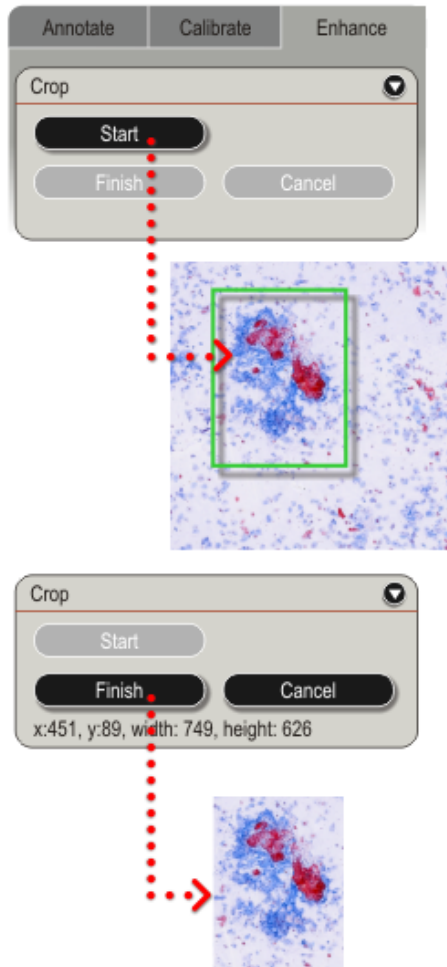 Annotate Calibrate Enhance
Crop
Start
Finish Cancel
Crop
Start
Finish Cancel
x:451, y:89, width: 749, height: 626